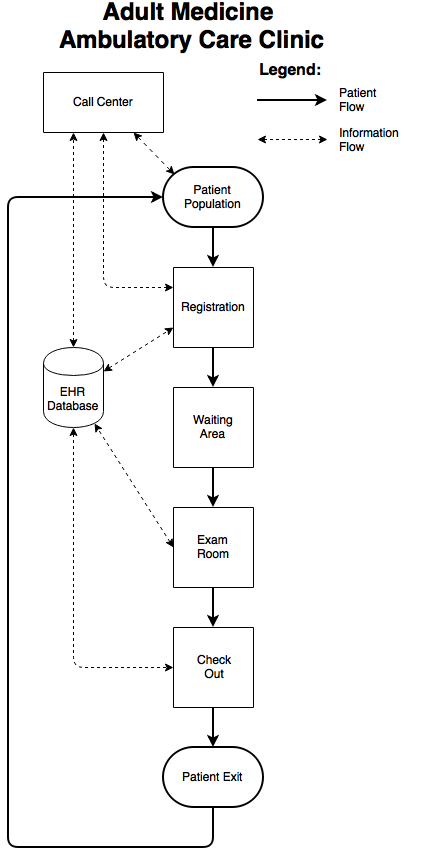 Adult Medicine
Ambulatory Care Clinic
Legend:
Patient
Flow
Information
Flow
Call Center
Patient
Population
Registration
EHR
Database
Waiting
Area
Exam
Room
Check
Out
Patient Exit